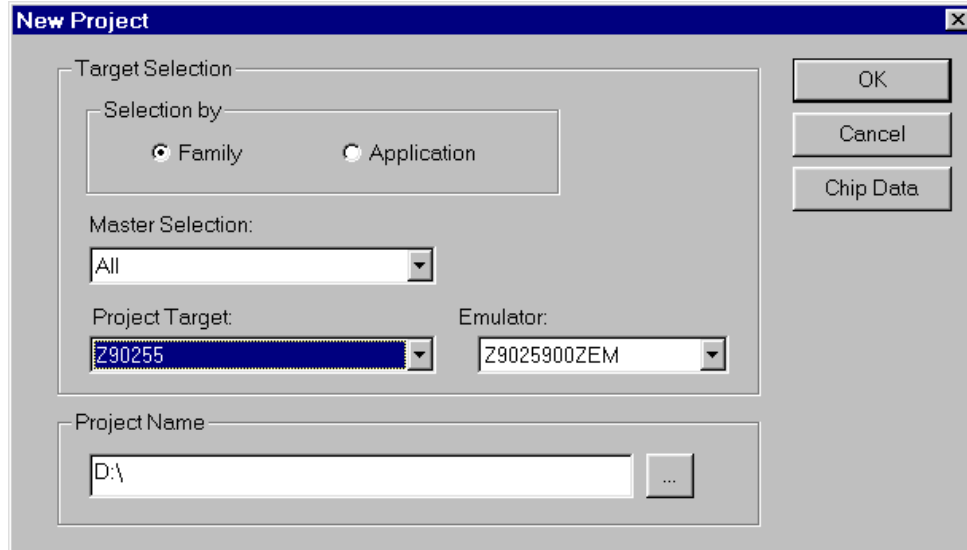 New Project
Target Selection
OK
Selection by
Family Application
Cancel
Chip Data
Master Selection:
All
Project Target: Emulator:
Z90255 Z9025900ZEM
Project Name
D:\
...